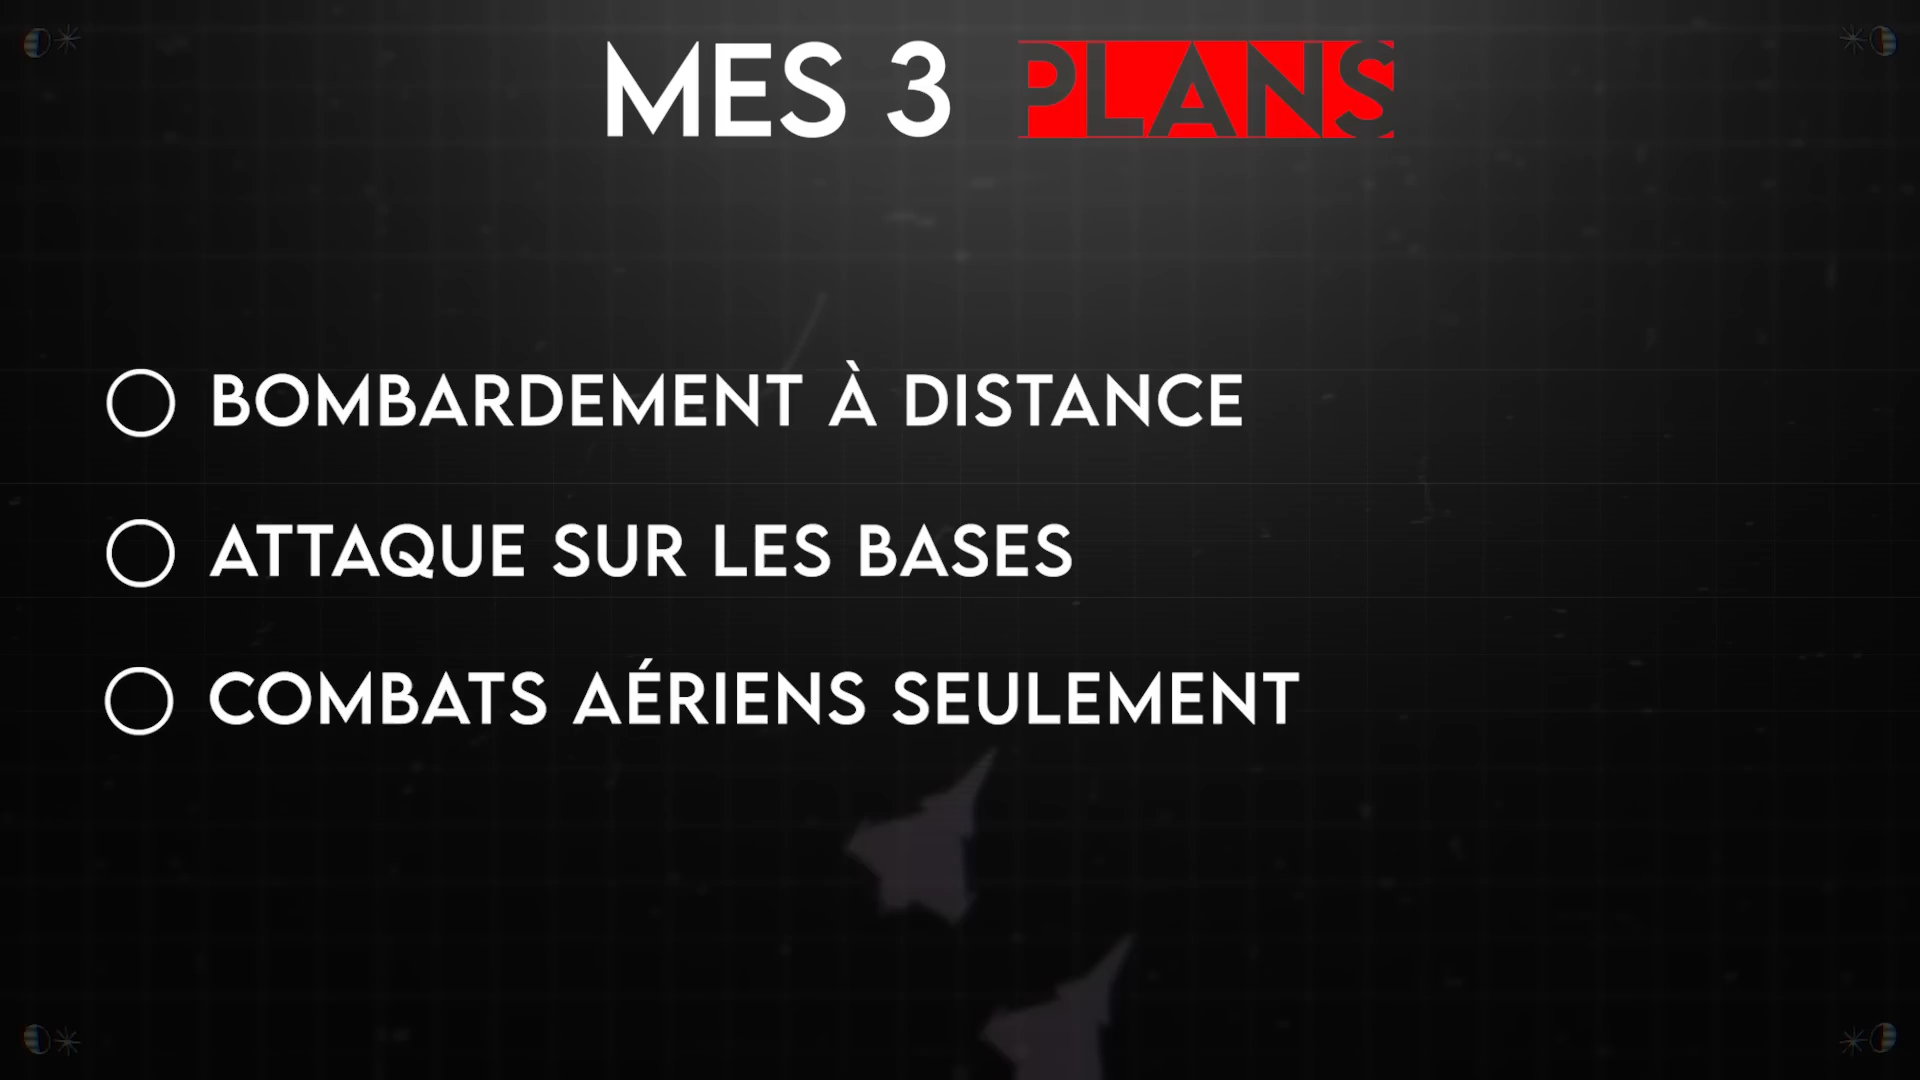 MES 3 PLANS
BOMBARDEMENT À DISTANCE
ATTAQUE SUR LES BASES
COMBATS AÉRIENS SEULEMENT